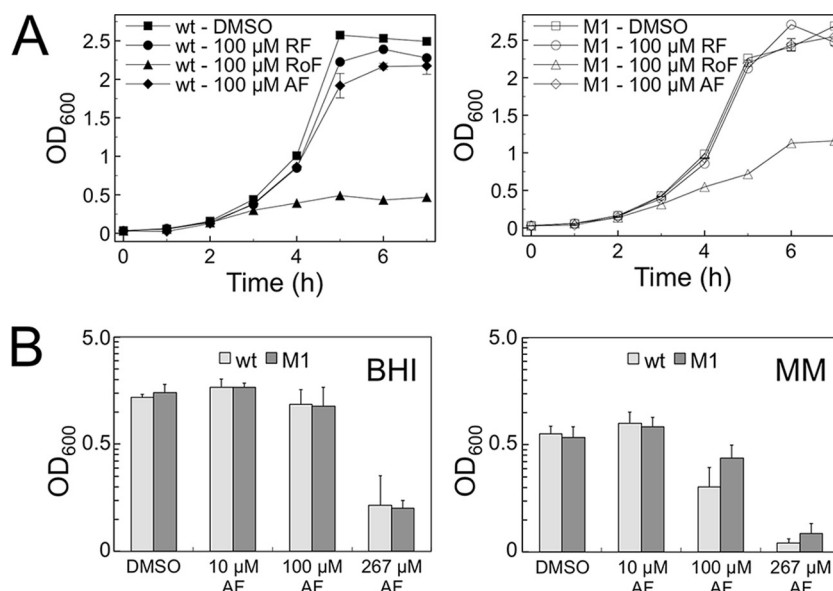 A
wt - DMSO
wt - 100 µM RF
wt - 100 µM RoF
wt - 100 µM AF
OD600
2.5
2
1.5
1
0.5
0
0 2 4 6
Time (h)
M1 - DMSO
M1 - 100 µM RF
M1 - 100 µM RoF
M1 - 100 µM AF
OD600
2.5
2
1.5
1
0.5
0
0 2 4 6
Time (h)
B
wt M1
BHI
OD600
5.0
0.5
0
DMSO 10 µM AF 100 µM AF 267 µM AF
wt M1
MM
OD600
5.0
0.5
0
DMSO 10 µM AF 100 µM AF 267 µM AF